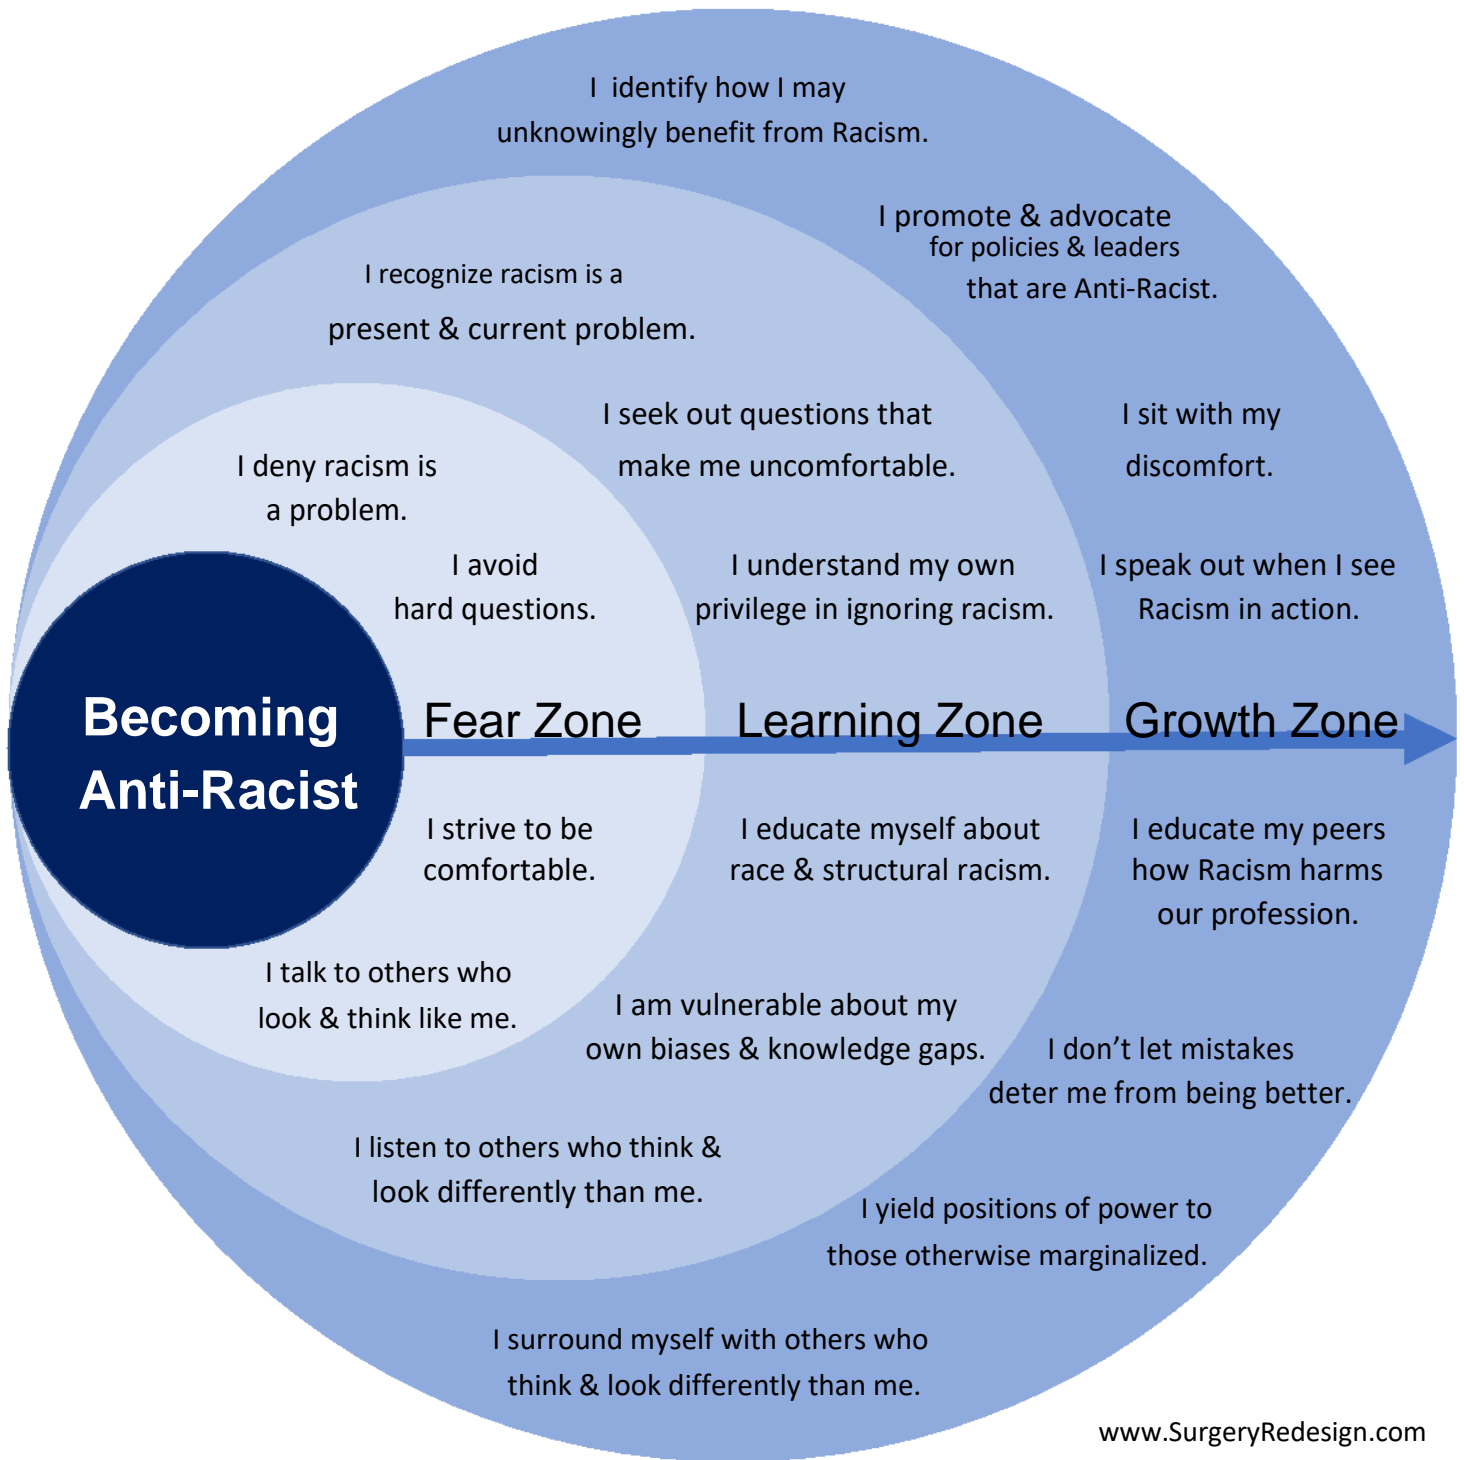 I identify how I may
unknowingly benefit from Racism.
I promote & advocate
for policies & leaders
that are Anti-Racist.
I recognize racism is a
present & current problem.
I seek out questions that
make me uncomfortable.
I sit with my
discomfort.
I deny racism is
a problem.
I avoid
hard questions.
I understand my own
privilege in ignoring racism.
I speak out when I see
Racism in action.
Becoming
Anti-Racist
Fear Zone
Learning Zone
Growth Zone
I strive to be
comfortable.
I educate myself about
race & structural racism.
I educate my peers
how Racism harms
our profession.
I talk to others who
look & think like me.
I am vulnerable about my
own biases & knowledge gaps.
I don’t let mistakes
deter me from being better.
I listen to others who think &
look differently than me.
I yield positions of power to
those otherwise marginalized.
I surround myself with others who
think & look differently than me.
www.SurgeryRedesign.com